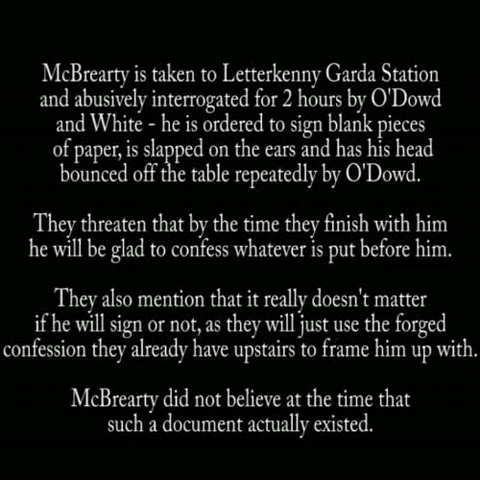 McBrearty is taken to Letterkenny Garda Station
and abusively interrogated for 2 hours by O'Dowd
and White - he is ordered to sign blank pieces
of paper, is slapped on the ears and has his head
bounced off the table repeatedly by O'Dowd.
They threaten that by the time they finish with him
he will be glad to confess whatever is put before him.
They also mention that it really doesn't matter
if he will sign or not, as they will just use the forged
confession they already have upstairs to frame him up with.
McBrearty did not believe at the time that
such a document actually existed.